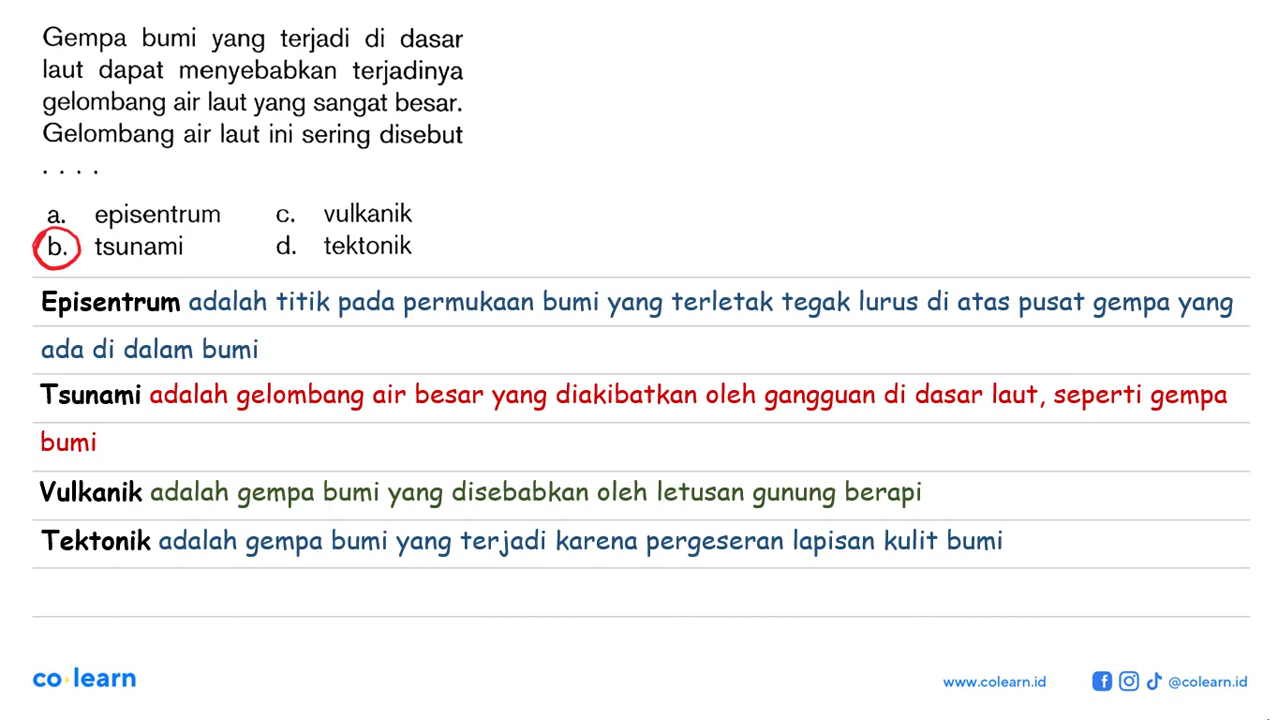 Gempa bumi yang terjadi di dasar
laut dapat menyebabkan terjadinya
gelombang air laut yang sangat besar.
Gelombang air laut ini sering disebut
. . . .
a. episentrum c. vulkanik
b. tsunami d. tektonik
Episentrum adalah titik pada permukaan bumi yang terletak tegak lurus di atas pusat gempa yang
ada di dalam bumi
Tsunami adalah gelombang air besar yang diakibatkan oleh gangguan di dasar laut, seperti gempa
bumi
Vulkanik adalah gempa bumi yang disebabkan oleh letusan gunung berapi
Tektonik adalah gempa bumi yang terjadi karena pergeseran lapisan kulit bumi
co·learn www.colearn.id @colearn.id